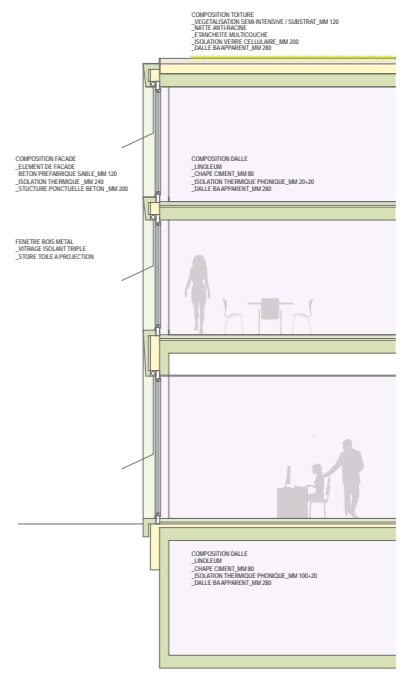 COMPOSITION TOITURE
_VEGETALISATION SEMI-INTENSIVE / SUBSTRAT_MM 120
_NATTE ANTI-RACINE
_ETANCHEITE MULTICOUCHE
_ISOLATION VERRE CELLULAIRE_MM 200
_DALLE BA APPARENT_MM 280
COMPOSITION FACADE
_ELEMENT DE FACADE
BETON PREFABRIQUE SABLE_MM 120
_ISOLATION THERMIQUE _MM 240
_STUCTURE PONCTUELLE BETON _MM 200
COMPOSITION DALLE
_LINOLEUM
_CHAPE CIMENT_MM 80
_ISOLATION THERMIQUE PHONIQUE_MM 20+20
_DALLE BA APPARENT_MM 280
FENETRE BOIS METAL
_VITRAGE ISOLANT TRIPLE
_STORE TOILE A PROJECTION
COMPOSITION DALLE
_LINOLEUM
_CHAPE CIMENT_MM 80
_ISOLATION THERMIQUE PHONIQUE_MM 100+20
_DALLE BA APPARENT_MM 280